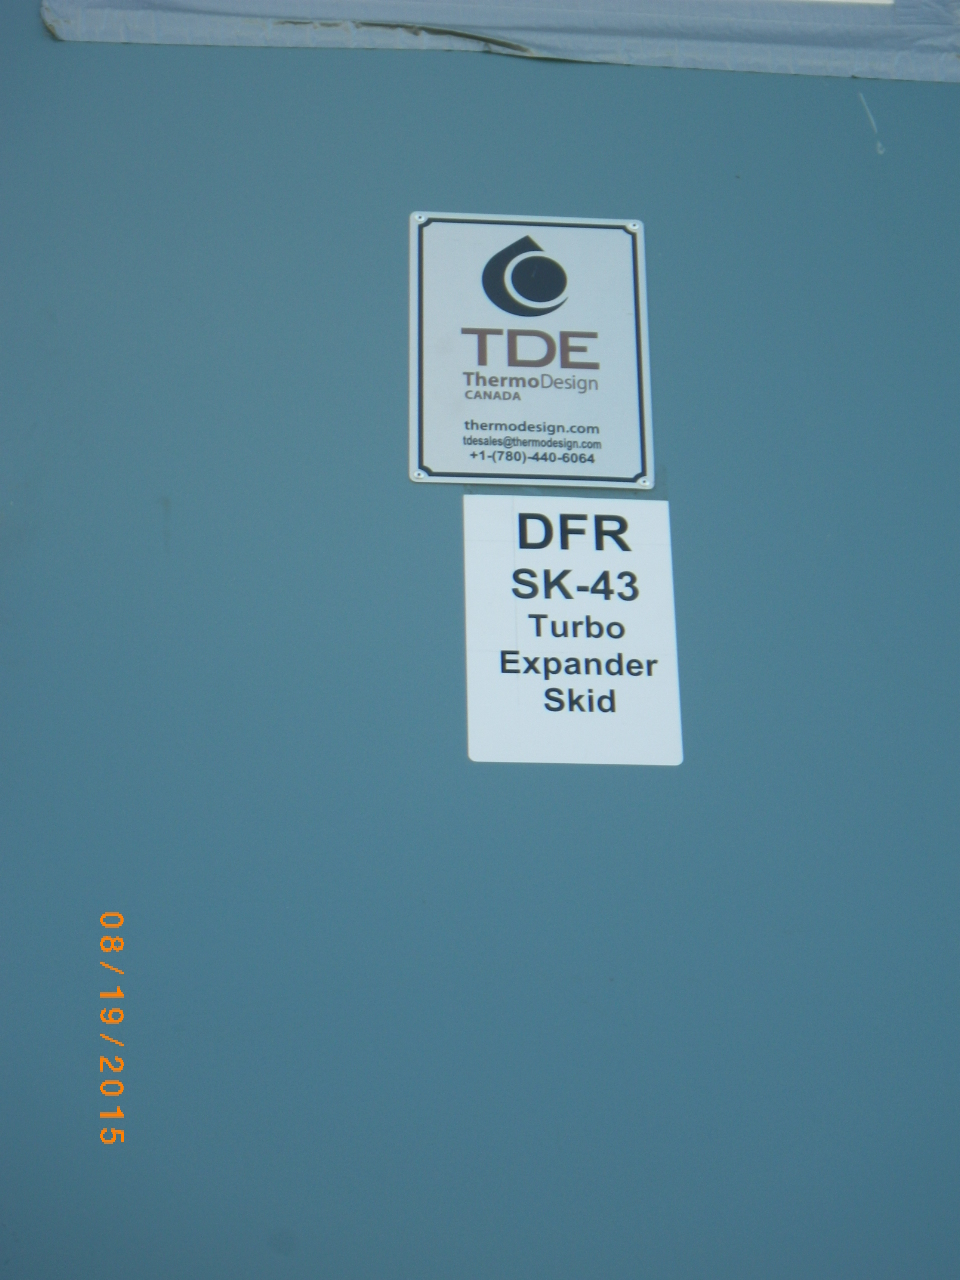 TDE
ThermoDesign
CANADA
thermodesign.com
tdesales@thermodesign.com
+1-(780)-440-6064
DFR
SK-43
Turbo
Expander
Skid
08/19/2015